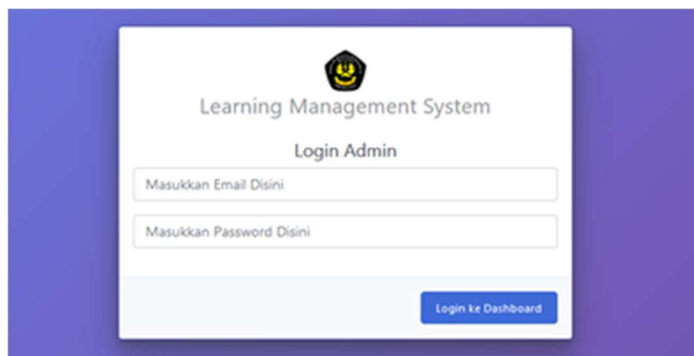 Learning Management System
Login Admin
Masukkan Email Disini
Masukkan Password Disini
Login ke Dashboard